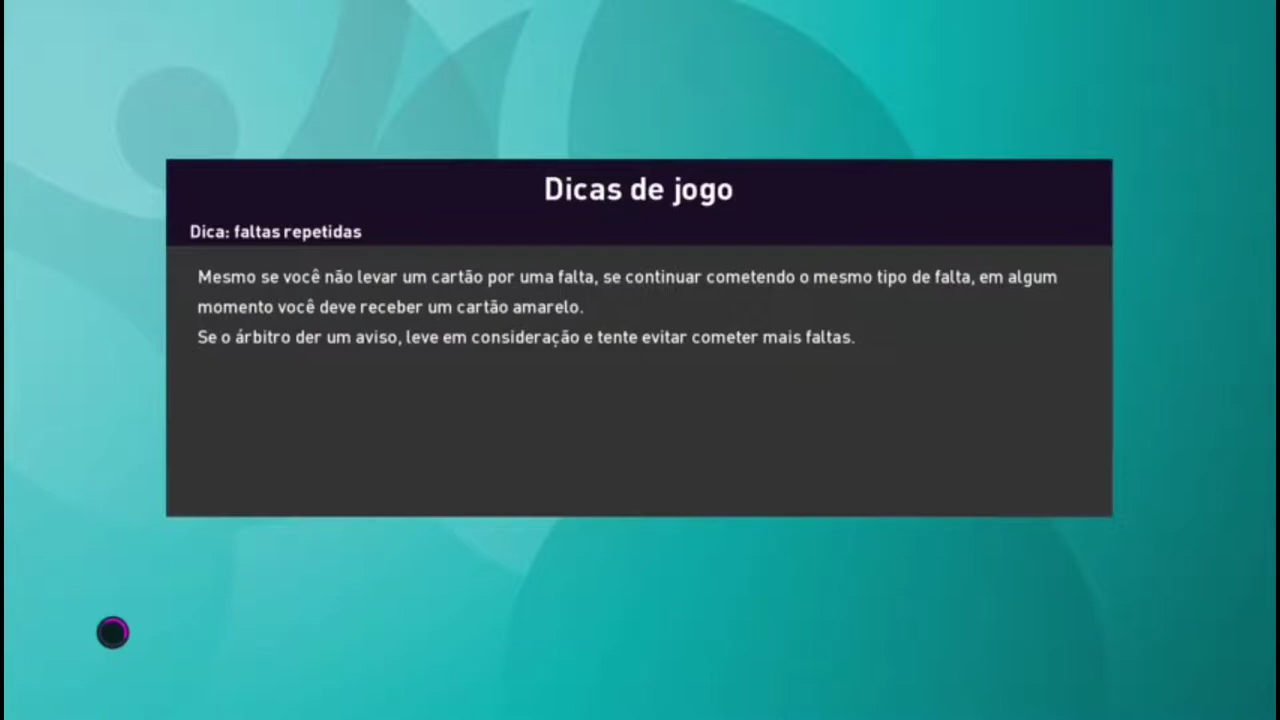 Dicas de jogo
Dica: faltas repetidas
Mesmo se você não levar um cartão por uma falta, se continuar cometendo o mesmo tipo de falta, em algum
momento você deve receber um cartão amarelo.
Se o árbitro der um aviso, leve em consideração e tente evitar cometer mais faltas.